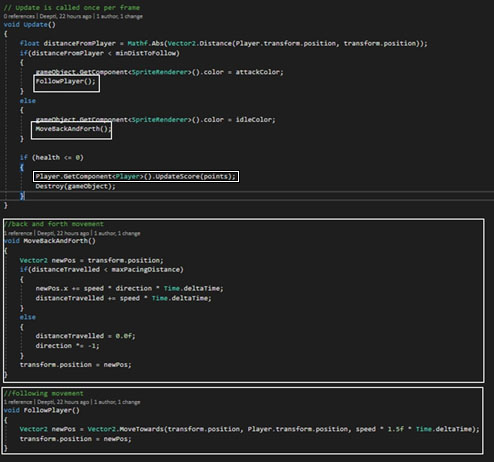 // Update is called once per frame
0 references | Deepti, 22 hours ago | 1 author, 1 change
void Update()
{
float distanceFromPlayer = Mathf.Abs(Vector2.Distance(Player.transform.position, transform.position));
if(distanceFromPlayer < minDistToFollow)
{
gameObject.GetComponent<SpriteRenderer>().color = attackColor;
FollowPlayer();
}
else
{
gameObject.GetComponent<SpriteRenderer>().color = idleColor;
MoveBackAndForth();
}
if (health <= 0)
{
Player.GetComponent<Player>().UpdateScore(points);
Destroy(gameObject);
}
}
//back and forth movement
1 reference | Deepti, 22 hours ago | 1 author, 1 change
void MoveBackAndForth()
{
Vector2 newPos = transform.position;
if(distanceTravelled < maxPacingDistance)
{
newPos.x += speed * direction * Time.deltaTime;
distanceTravelled += speed * Time.deltaTime;
}
else
{
distanceTravelled = 0.0f;
direction *= -1;
}
transform.position = newPos;
}
//following movement
1 reference | Deepti, 22 hours ago | 1 author, 1 change
void FollowPlayer()
{
Vector2 newPos = Vector2.MoveTowards(transform.position, Player.transform.position, speed * 1.5f * Time.deltaTime);
transform.position = newPos;
}